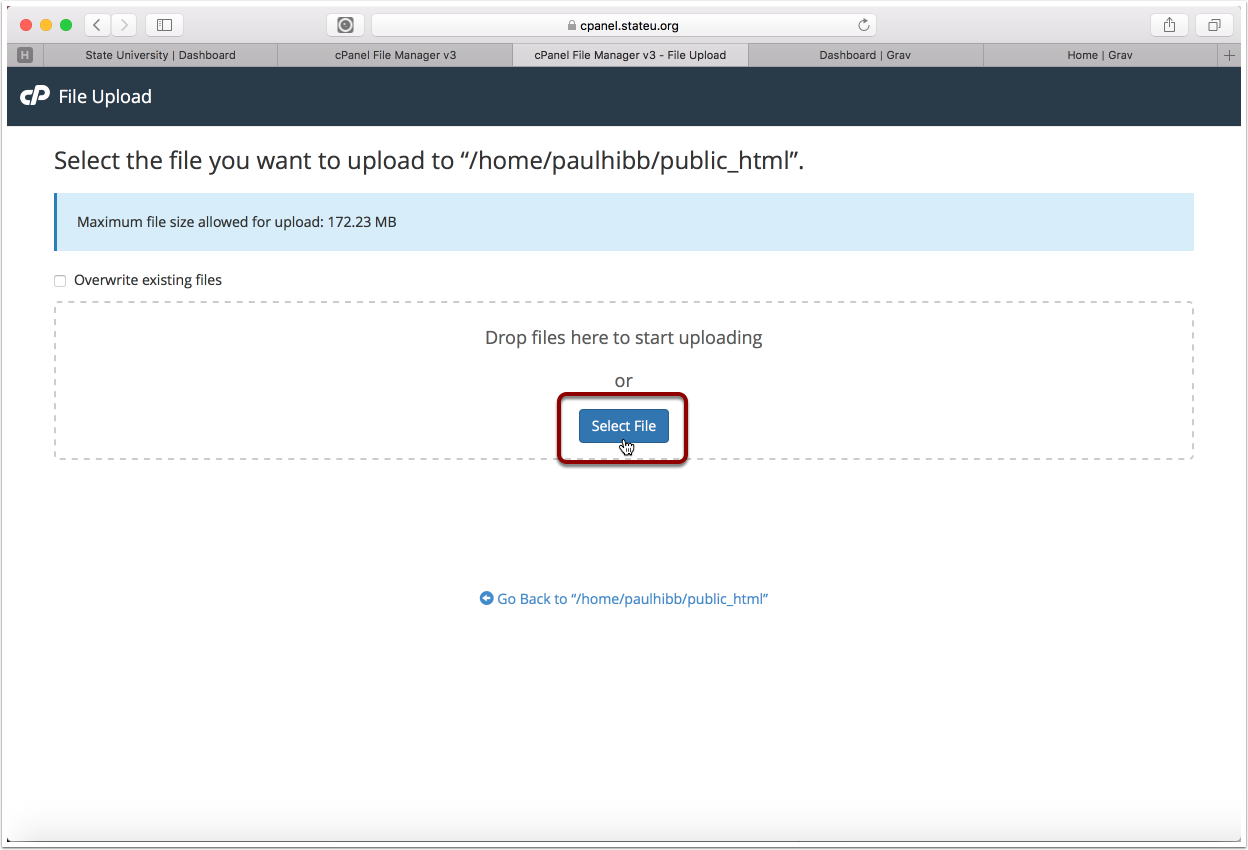 cpanel.stateu.org
H
State University | Dashboard
cPanel File Manager v3
cPanel File Manager v3 - File Upload
Dashboard | Grav
Home | Grav
cP File Upload
Select the file you want to upload to “/home/paulhibb/public_html”.
Maximum file size allowed for upload: 172.23 MB
Overwrite existing files
Drop files here to start uploading
or
Select File
Go Back to “/home/paulhibb/public_html”